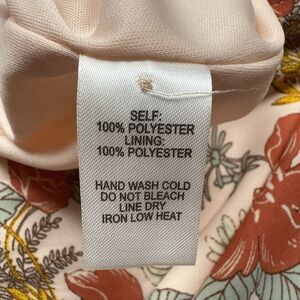 SELF:
100% POLYESTER
LINING:
100% POLYESTER
HAND WASH COLD
DO NOT BLEACH
LINE DRY
IRON LOW HEAT